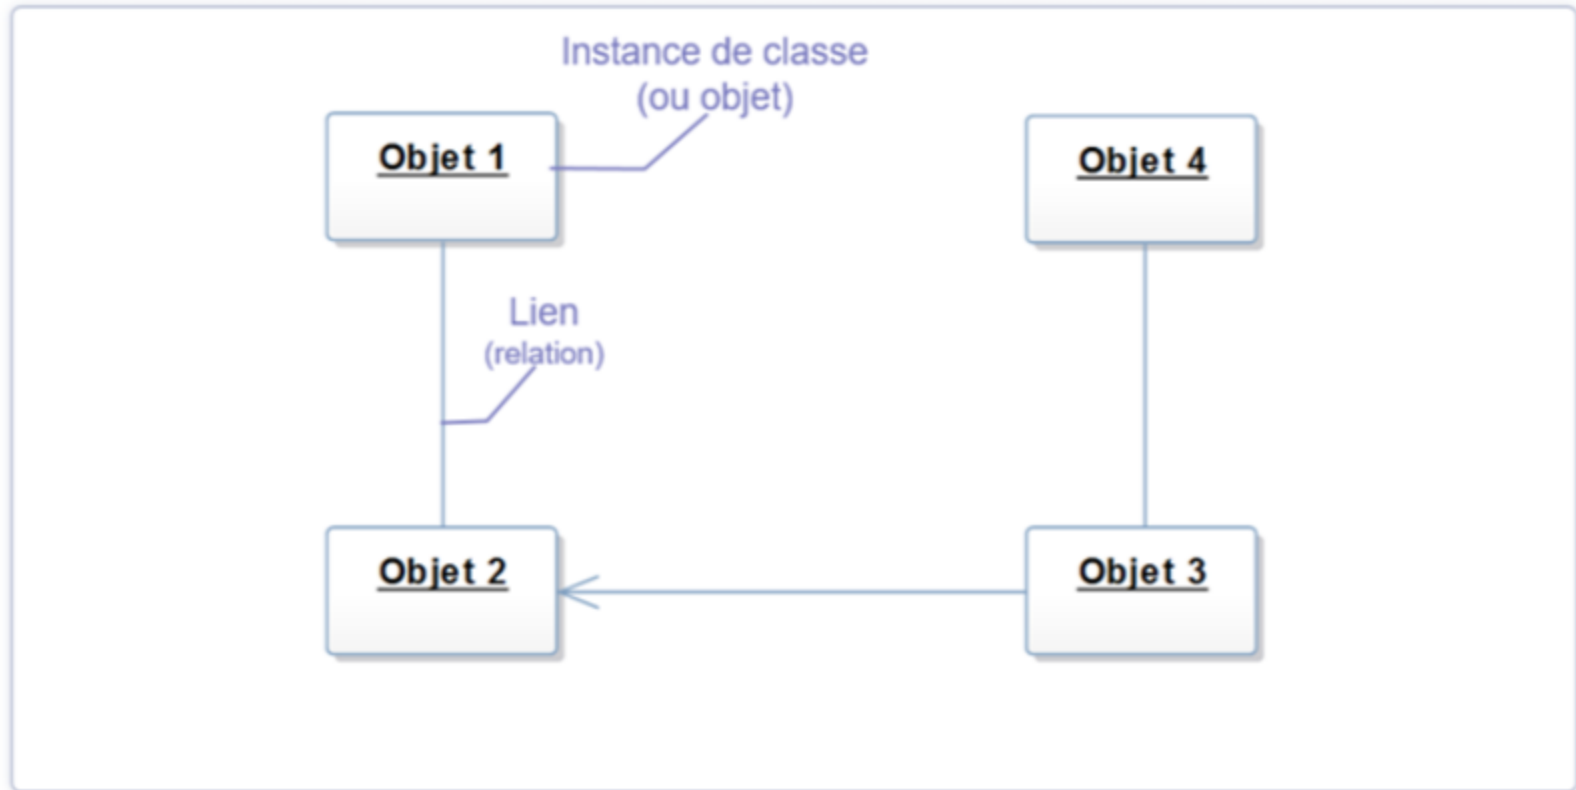 Instance de classe
(ou objet)
Objet 1
Objet 4
Lien
(relation)
Objet 2
Objet 3